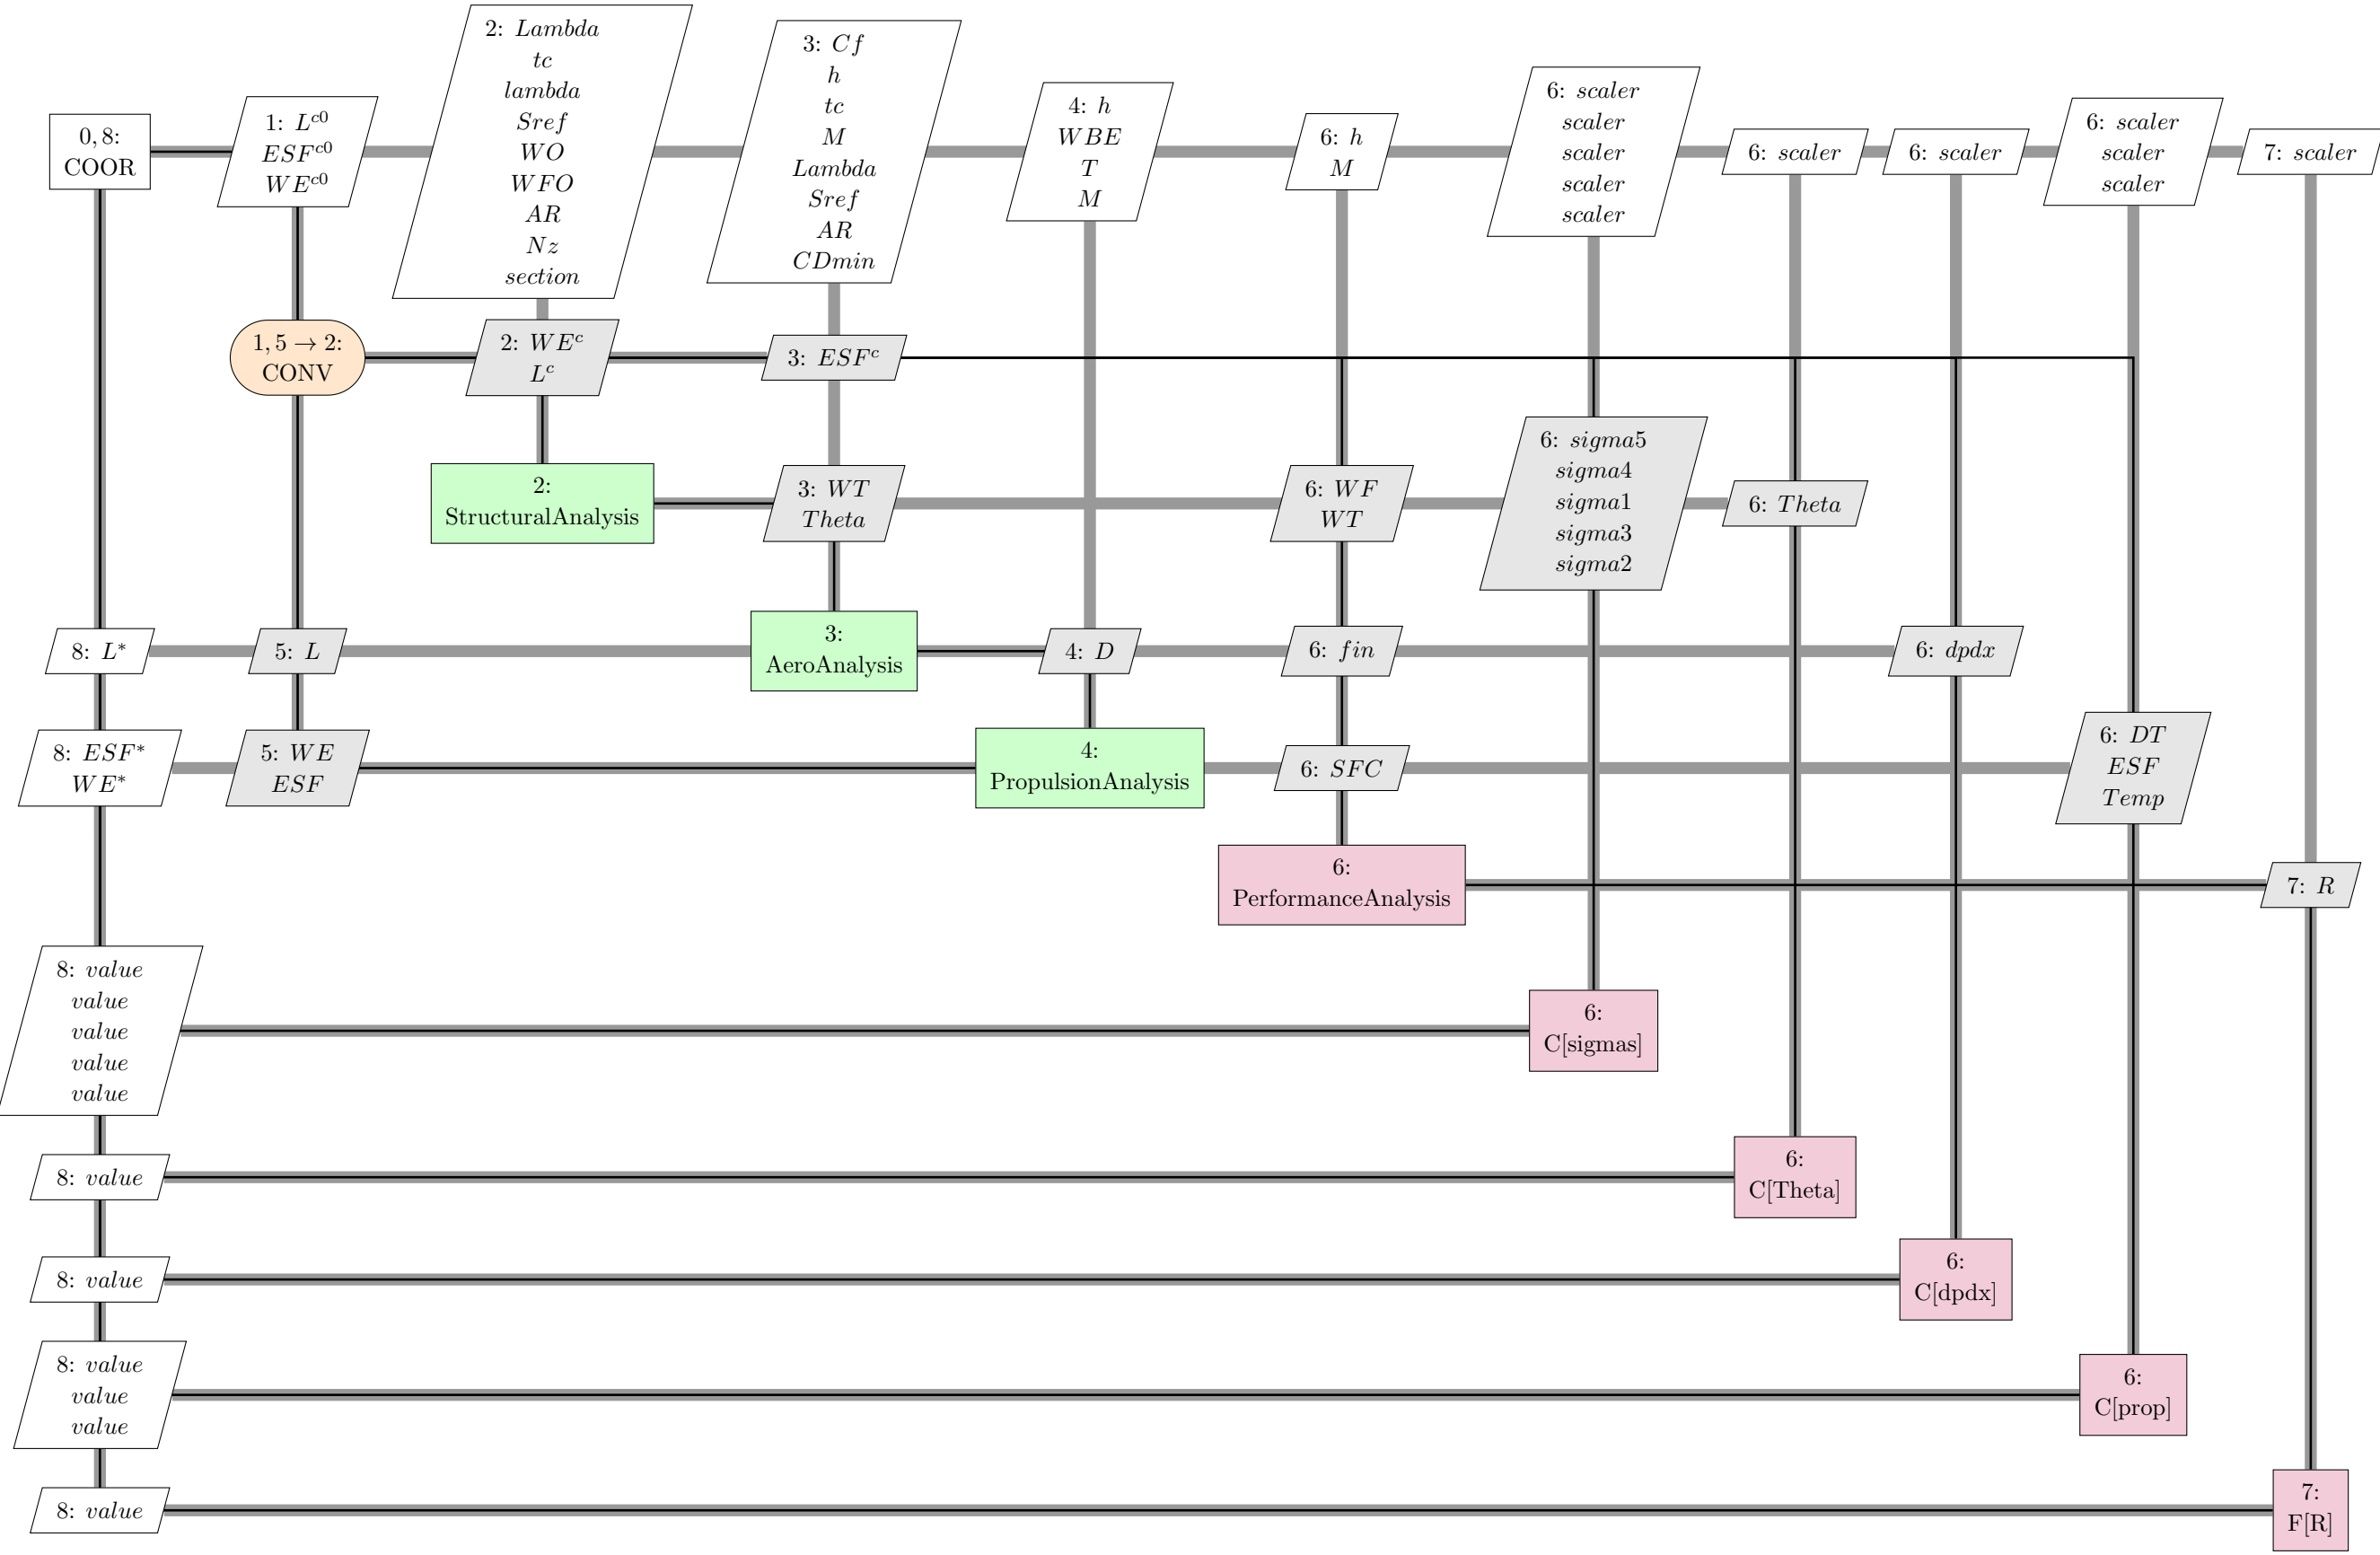 0, 8:
COOR
1: L^{c0}
ESF^{c0}
WE^{c0}
2: Lambda
tc
lambda
Sref
WO
WFO
AR
Nz
section
3: Cf
h
tc
M
Lambda
Sref
AR
CDmin
4: h
WBE
T
M
6: h
M
6: scaler
scaler
scaler
scaler
scaler
6: scaler
6: scaler
6: scaler
scaler
scaler
7: scaler
1, 5 → 2:
CONV
2: WE^c
L^c
3: ESF^c
2:
StructuralAnalysis
3: WT
Theta
6: WF
WT
6: sigma5
sigma4
sigma1
sigma3
sigma2
6: Theta
8: L*
5: L
3:
AeroAnalysis
4: D
6: fin
6: dpdx
8: ESF*
WE*
5: WE
ESF
4:
PropulsionAnalysis
6: SFC
6: DT
ESF
Temp
6:
PerformanceAnalysis
7: R
8: value
value
value
value
value
6:
C[sigmas]
8: value
6:
C[Theta]
8: value
6:
C[dpdx]
8: value
value
value
6:
C[prop]
8: value
7:
F[R]